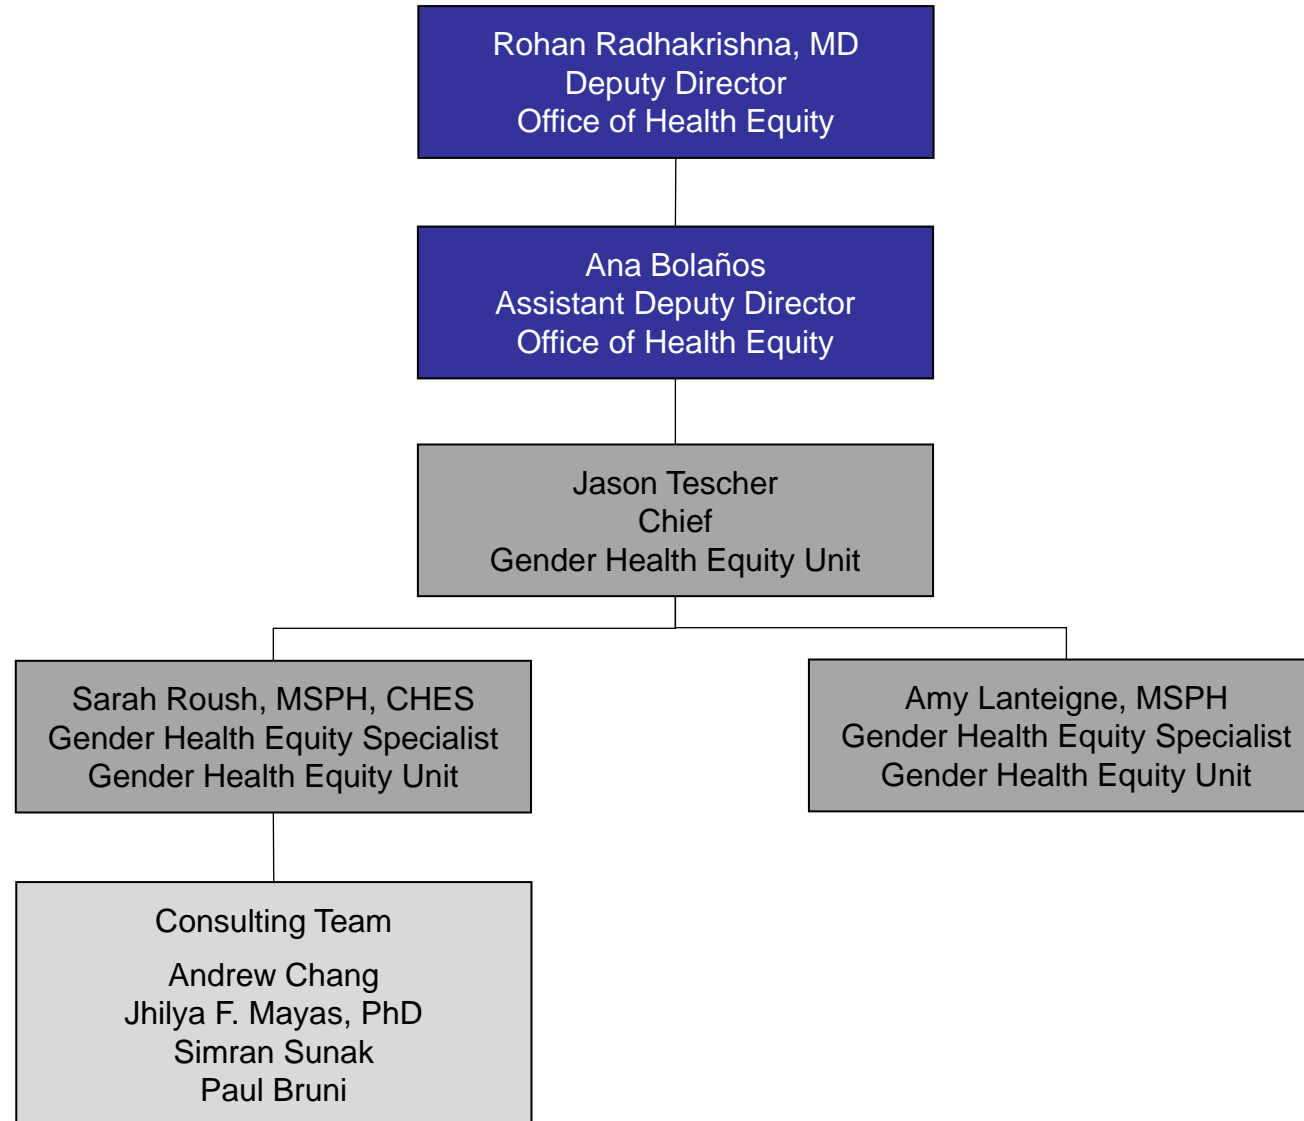 Rohan Radhakrishna, MD
Deputy Director
Office of Health Equity
Ana Bolaños
Assistant Deputy Director
Office of Health Equity
Jason Tescher
Chief
Gender Health Equity Unit
Sarah Roush, MSPH, CHES
Gender Health Equity Specialist
Gender Health Equity Unit
Amy Lanteigne, MSPH
Gender Health Equity Specialist
Gender Health Equity Unit
Consulting Team
Andrew Chang
Jhilya F. Mayas, PhD
Simran Sunak
Paul Bruni